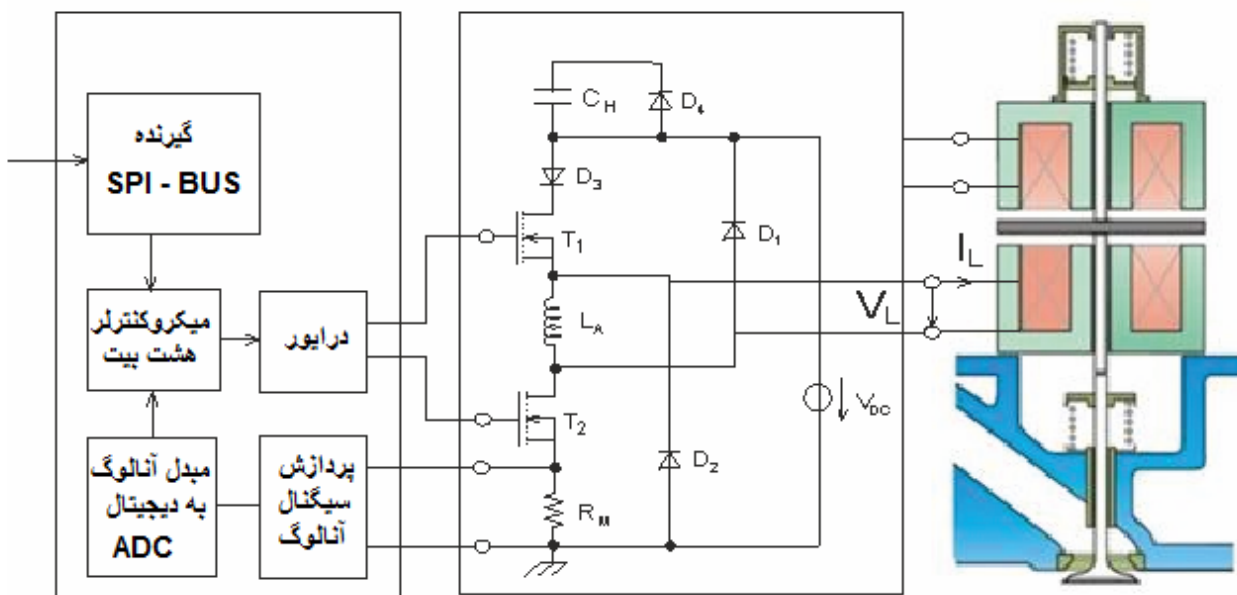 گیرنده
SPI - BUS
میکروکنترلر
هشت بیت
درایور
مبدل آنالوگ
به دیجیتال
ADC
پردازش
سیگنال
آنالوگ
C_H
D_4
D_3
T_1
D_1
L_A
T_2
D_2
R_M
V_DC
I_L
V_L